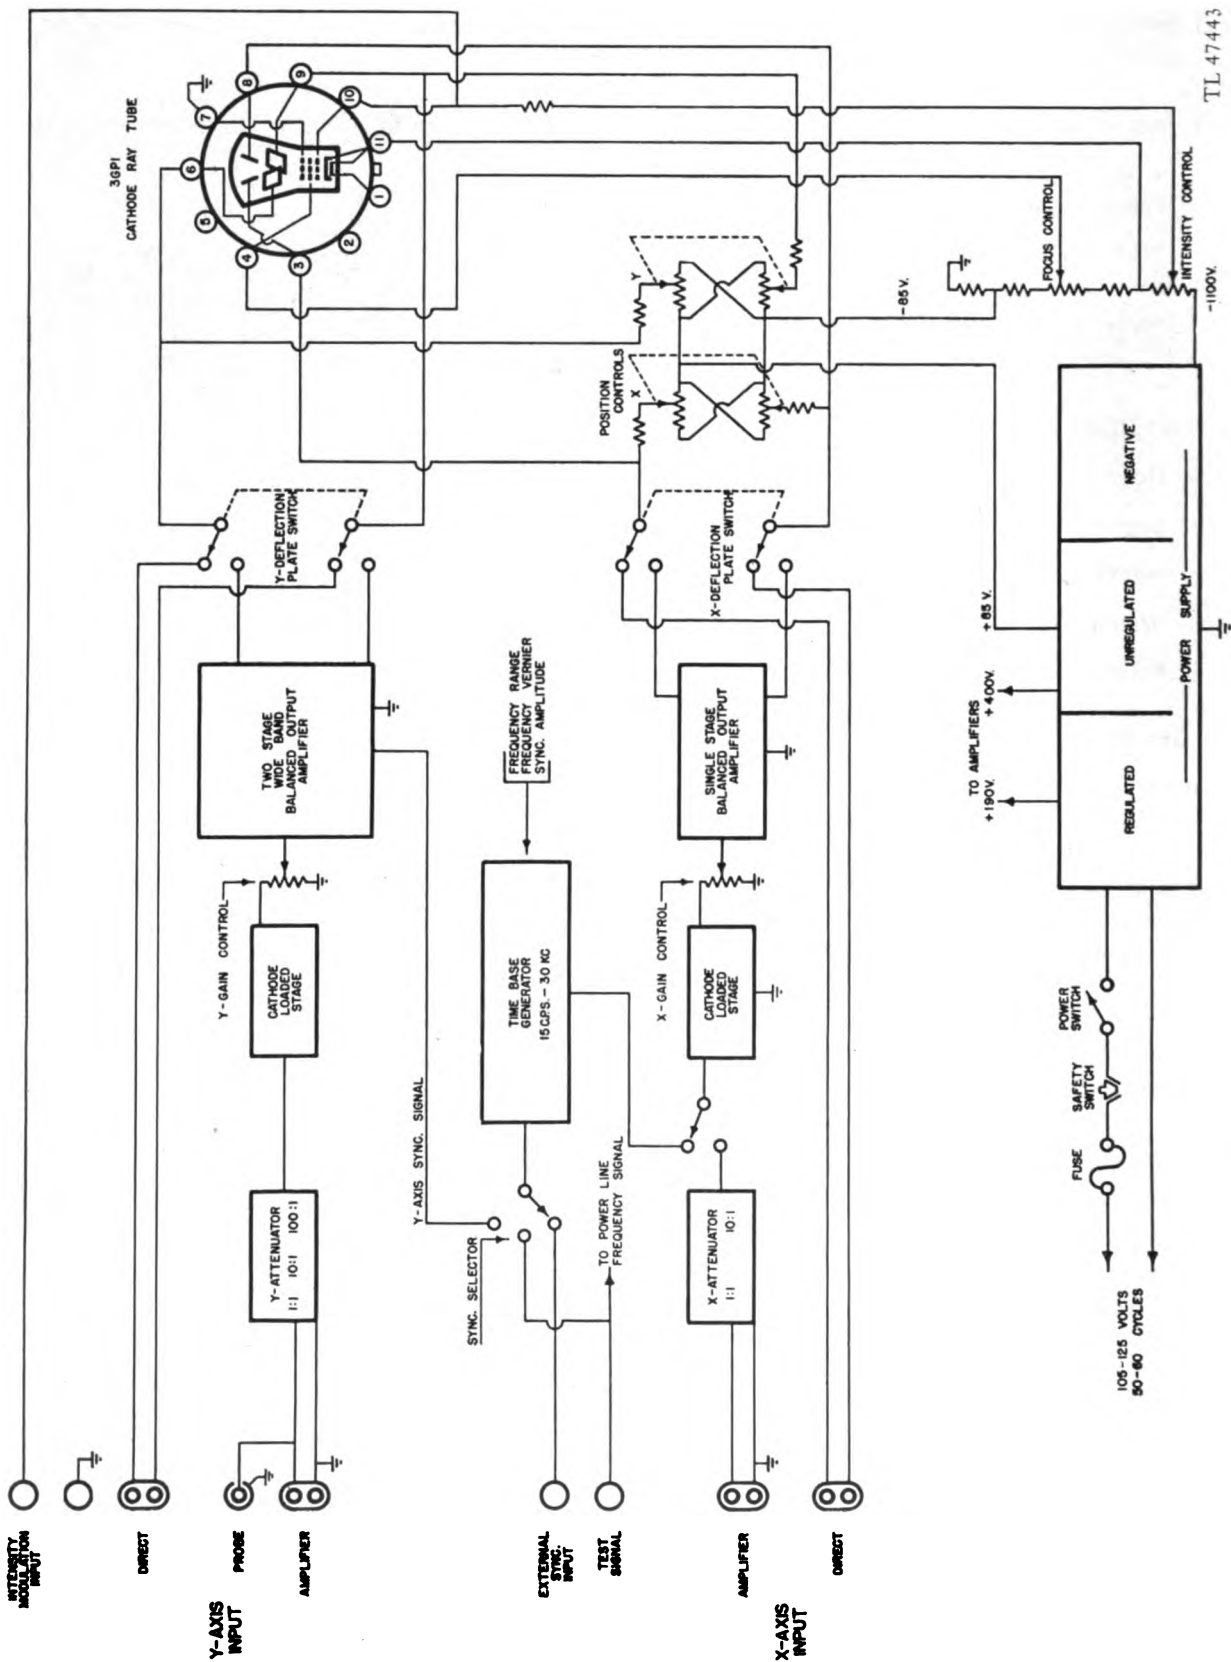 INTENSITY
MODULATION
INPUT
DIRECT
PROBE
AMPLIFIER
Y-AXIS
INPUT
EXTERNAL
SYNC.
INPUT
TEST
SIGNAL
AMPLIFIER
X-AXIS
INPUT
DIRECT
Y-ATTENUATOR
1:1 10:1 100:1
CATHODE
LOADED
STAGE
Y-GAIN CONTROL
TWO STAGE
WIDE BAND
BALANCED OUTPUT
AMPLIFIER
Y-DEFLECTION
PLATE SWITCH
3GP1
CATHODE RAY TUBE
1
2
3
4
5
6
7
8
9
10
11
Y-AXIS SYNC. SIGNAL
SYNC. SELECTOR
TO POWER LINE
FREQUENCY SIGNAL
TIME BASE
GENERATOR
15 C.P.S. - 30 KC
FREQUENCY RANGE
FREQUENCY VERNIER
SYNC. AMPLITUDE
X-ATTENUATOR
1:1 10:1
CATHODE
LOADED
STAGE
X-GAIN CONTROL
SINGLE STAGE
BALANCED OUTPUT
AMPLIFIER
X-DEFLECTION
PLATE SWITCH
POSITION
CONTROLS
X
Y
105-125 VOLTS
50-60 CYCLES
FUSE
SAFETY
SWITCH
POWER
SWITCH
TO AMPLIFIERS
+190V.
+400V.
+85 V.
-85V.
REGULATED
UNREGULATED
NEGATIVE
POWER SUPPLY
FOCUS CONTROL
INTENSITY CONTROL
-1100V.
TL 47443